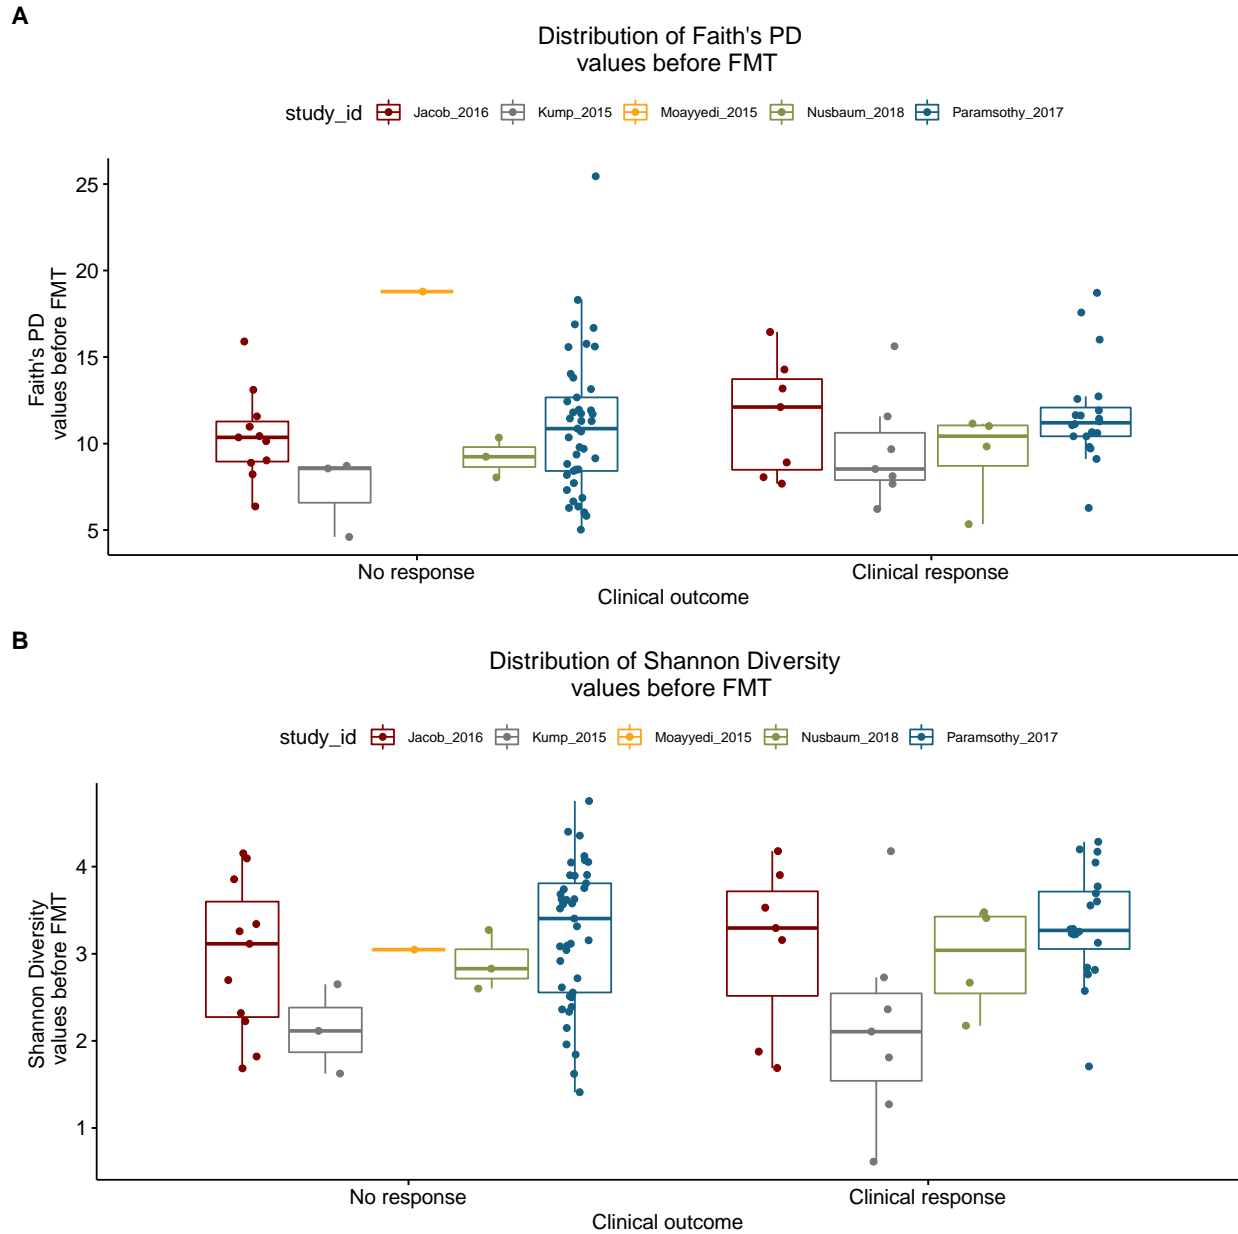 A
Distribution of Faith's PD
values before FMT
study_id Jacob_2016 Kump_2015 Moayyedi_2015 Nusbaum_2018 Paramsothy_2017
Faith's PD
values before FMT
25
20
15
10
5
No response Clinical response
Clinical outcome
B
Distribution of Shannon Diversity
values before FMT
study_id Jacob_2016 Kump_2015 Moayyedi_2015 Nusbaum_2018 Paramsothy_2017
Shannon Diversity
values before FMT
4
3
2
1
No response Clinical response
Clinical outcome